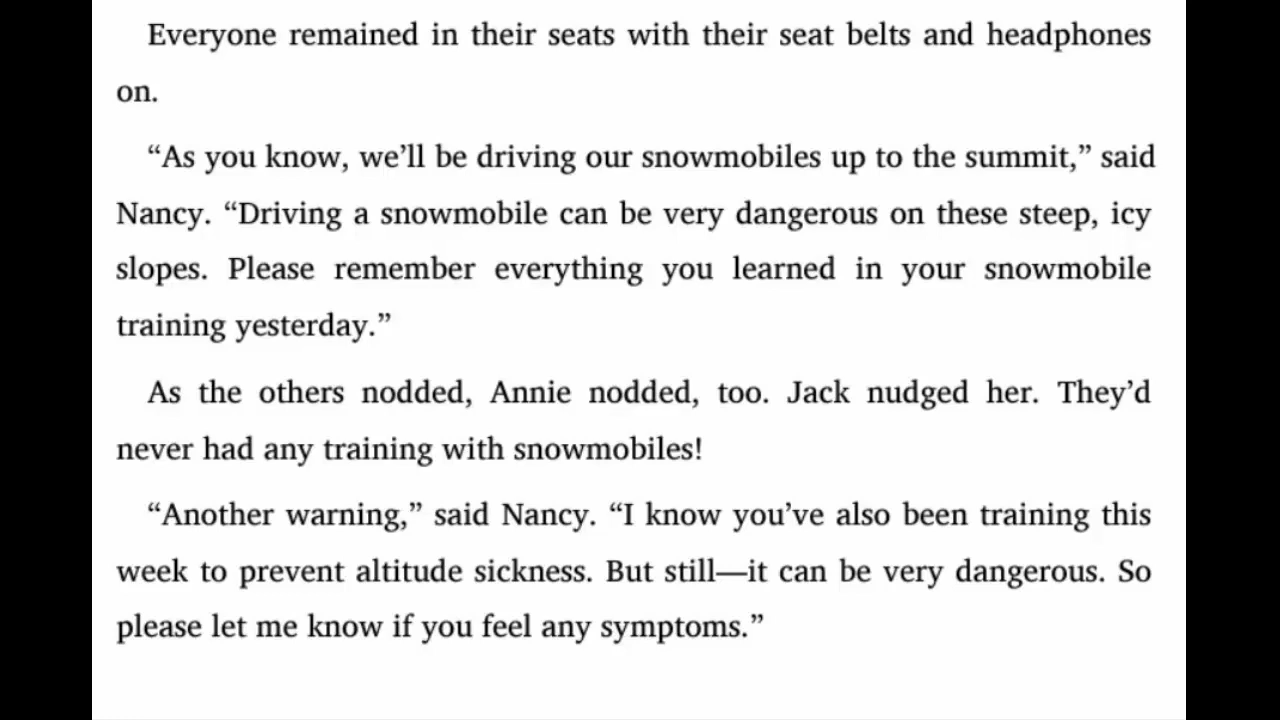 Everyone remained in their seats with their seat belts and headphones
on.
“As you know, we’ll be driving our snowmobiles up to the summit,” said
Nancy. “Driving a snowmobile can be very dangerous on these steep, icy
slopes. Please remember everything you learned in your snowmobile
training yesterday.”
As the others nodded, Annie nodded, too. Jack nudged her. They’d
never had any training with snowmobiles!
“Another warning,” said Nancy. “I know you’ve also been training this
week to prevent altitude sickness. But still—it can be very dangerous. So
please let me know if you feel any symptoms.”